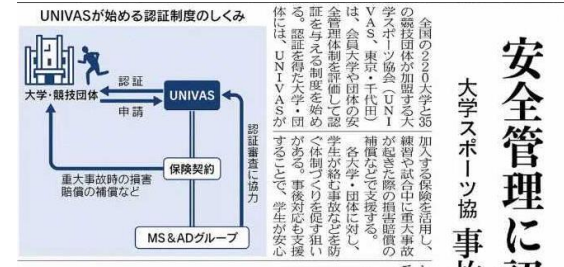 UNIVASが始める認証制度のしくみ
大学・競技団体
認証
申請
UNIVAS
保険契約
重大事故時の損害
賠償の補償など
認証審査に協力
MS&ADグループ
安全管理に
大学スポーツ協
事故
全国の220大学と35
の競技団体が加盟する大
学スポーツ協会（UNI
VAS、東京・千代田）
は、会員大学や団体の安
全管理体制を評価して認
証を与える制度を始め
る。認証を得た大学・団
体には、UNIVASが
加入する保険を活用し、
練習や試合中に重大事故
が起きた際の損害賠償の
補償などで支援する。
各大学・団体に対し、
学生が絡む事故などを防
ぐ体制づくりを促す狙い
がある。事後対応も支援
することで、学生が安心